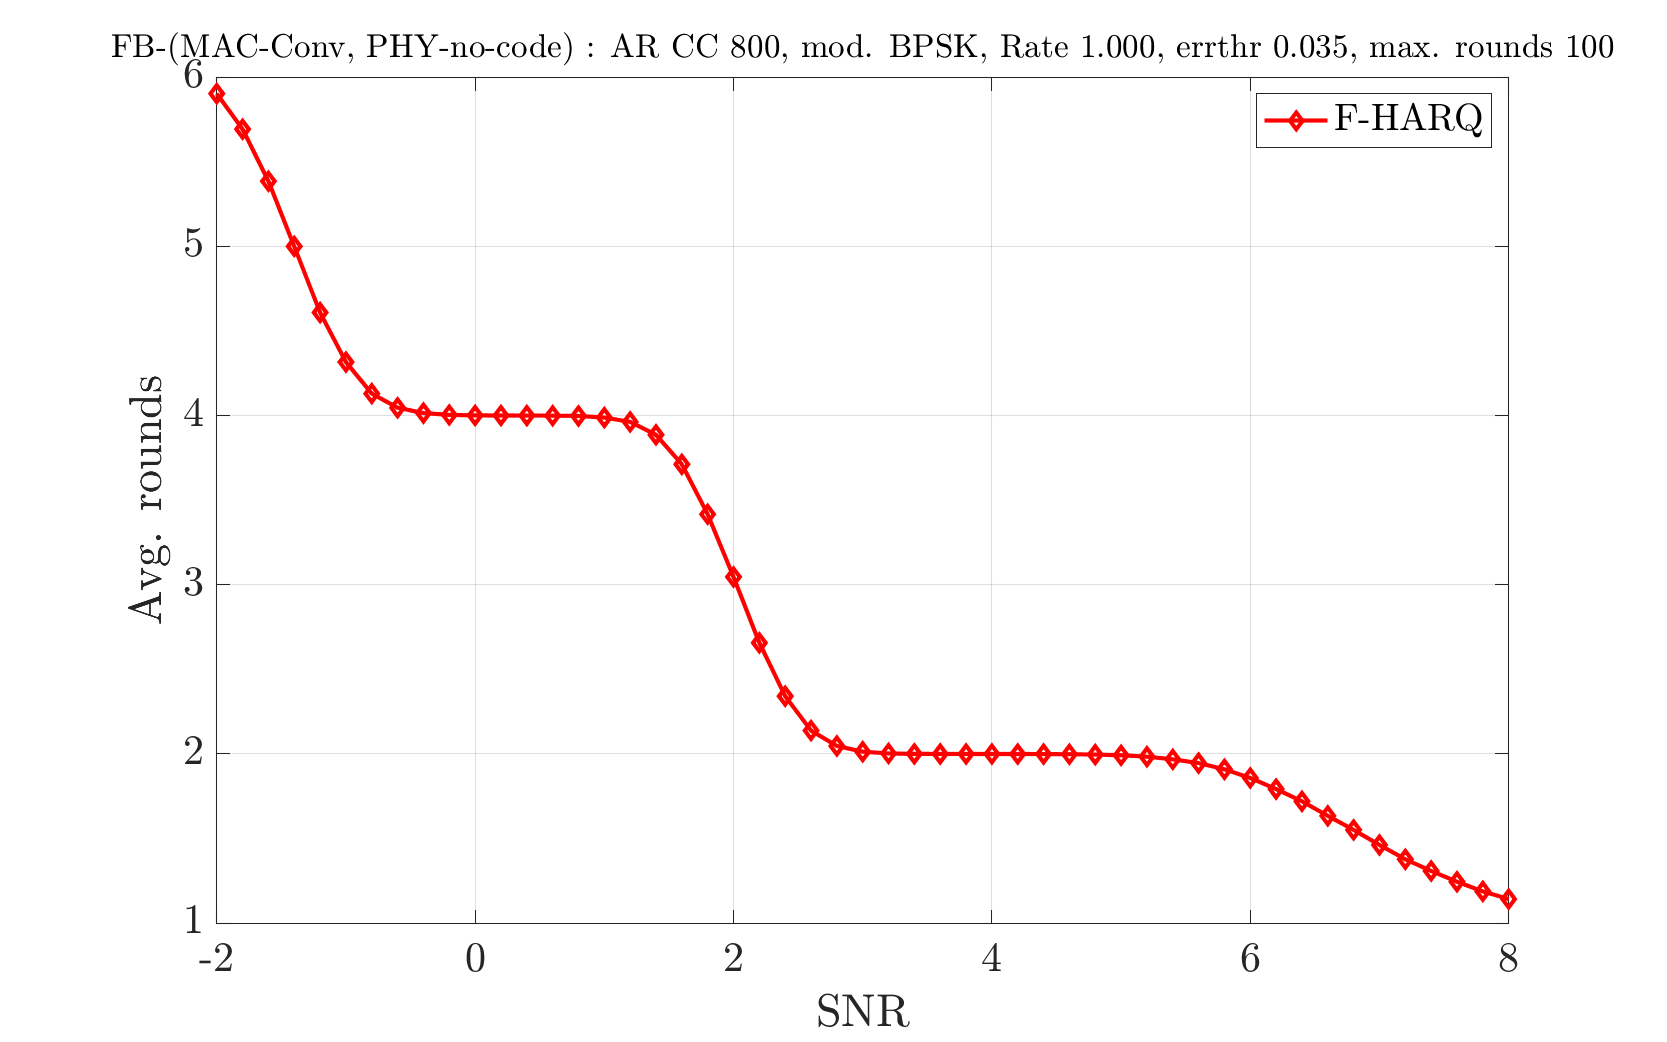 FB-(MAC-Conv, PHY-no-code) : AR CC 800, mod. BPSK, Rate 1.000, errthr 0.035, max. rounds 100
F-HARQ
6
5
4
3
2
1
Avg. rounds
-2 0 2 4 6 8
SNR